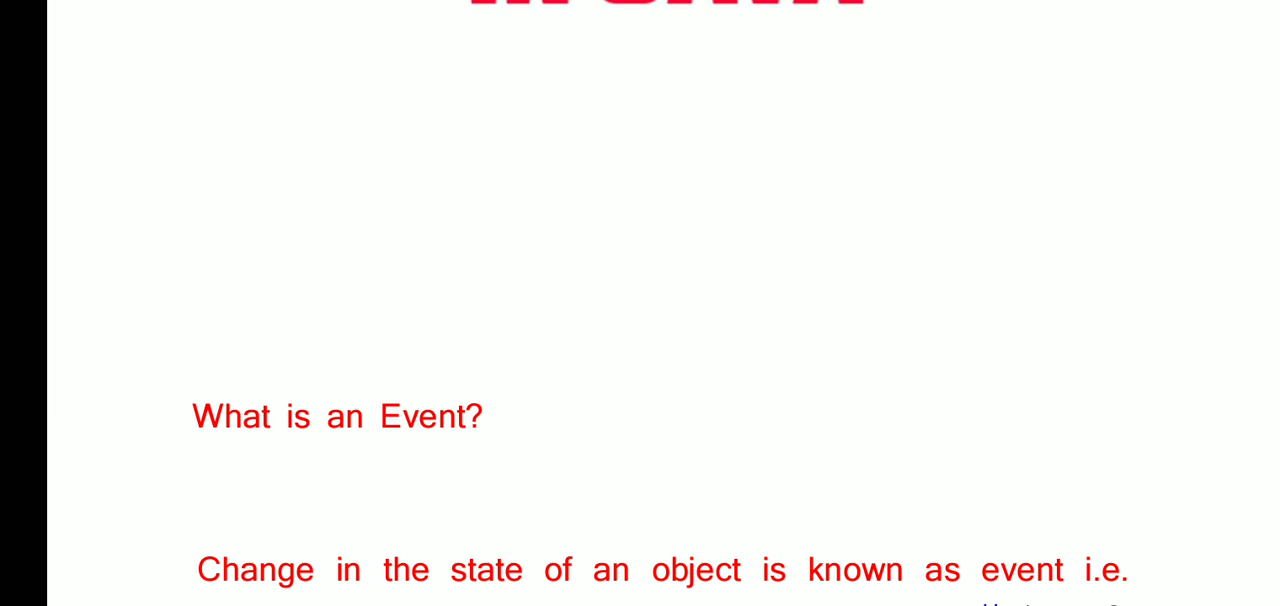 What is an Event?
Change in the state of an object is known as event i.e.